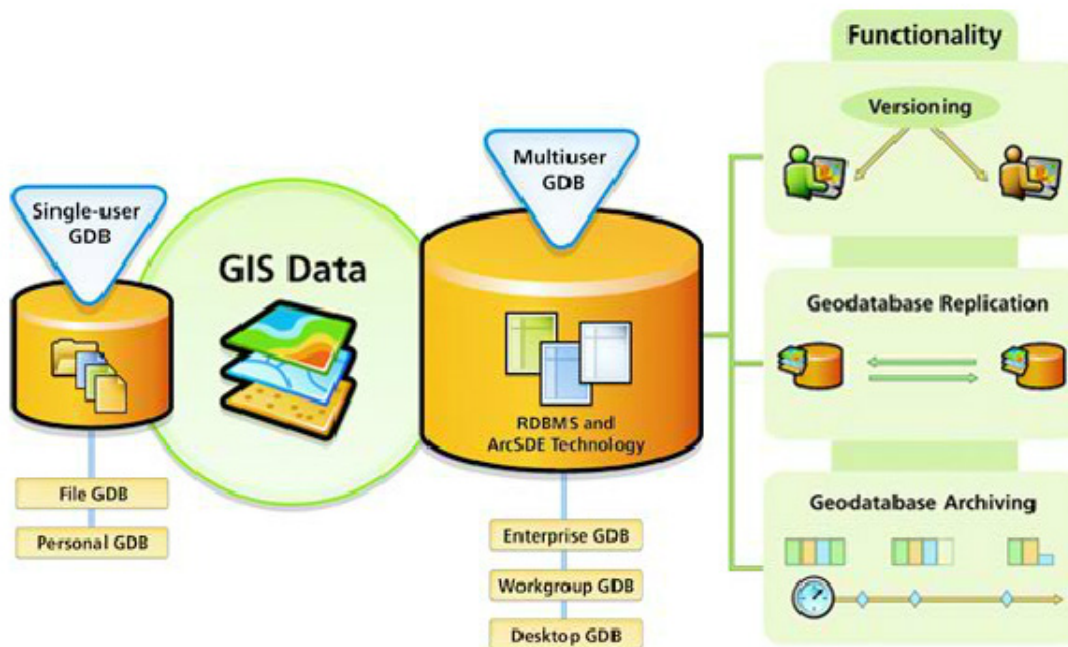 Single-user
GDB
File GDB
Personal GDB
GIS Data
Multiuser
GDB
RDBMS and
ArcSDE Technology
Enterprise GDB
Workgroup GDB
Desktop GDB
Functionality
Versioning
Geodatabase Replication
Geodatabase Archiving